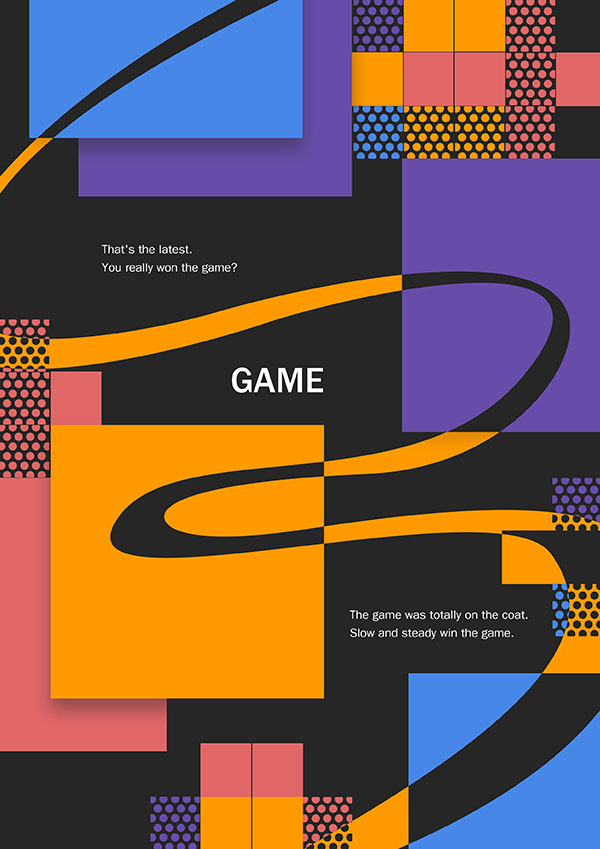 That's the latest.
You really won the game?
GAME
The game was totally on the coat.
Slow and steady win the game.